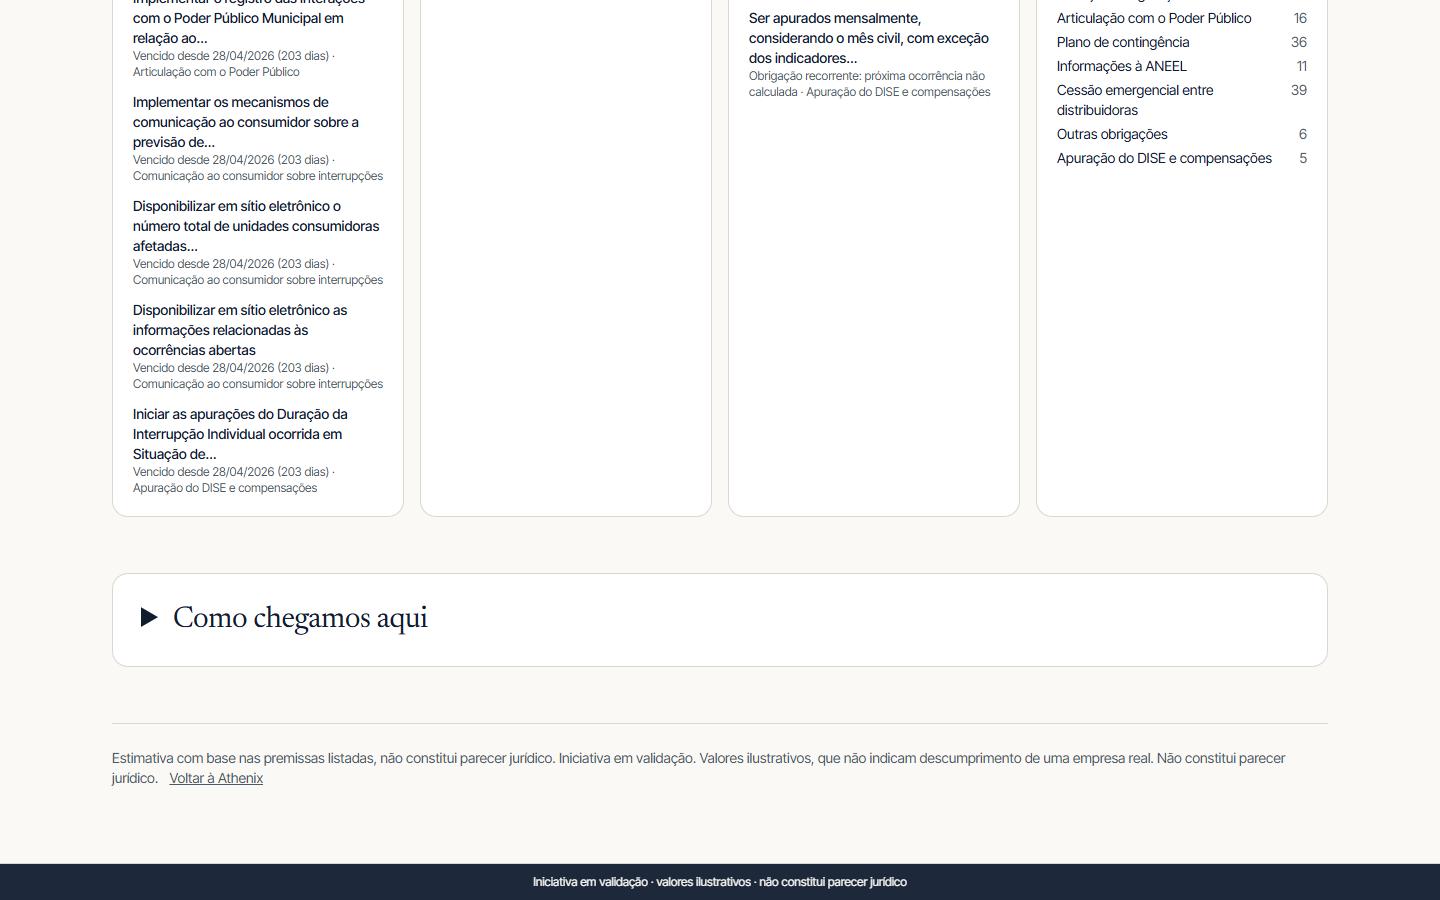 com o Poder Público Municipal em
relação ao...
Vencido desde 28/04/2026 (203 dias) ·
Articulação com o Poder Público
Implementar os mecanismos de
comunicação ao consumidor sobre a
previsão de...
Vencido desde 28/04/2026 (203 dias) ·
Comunicação ao consumidor sobre interrupções
Disponibilizar em sítio eletrônico o
número total de unidades consumidoras
afetadas...
Vencido desde 28/04/2026 (203 dias) ·
Comunicação ao consumidor sobre interrupções
Disponibilizar em sítio eletrônico as
informações relacionadas às
ocorrências abertas
Vencido desde 28/04/2026 (203 dias) ·
Comunicação ao consumidor sobre interrupções
Iniciar as apurações do Duração da
Interrupção Individual ocorrida em
Situação de...
Vencido desde 28/04/2026 (203 dias) ·
Apuração do DISE e compensações
Ser apurados mensalmente,
considerando o mês civil, com exceção
dos indicadores...
Obrigação recorrente: próxima ocorrência não
calculada · Apuração do DISE e compensações
Articulação com o Poder Público 16
Plano de contingência 36
Informações à ANEEL 11
Cessão emergencial entre 39
distribuidoras
Outras obrigações 6
Apuração do DISE e compensações 5
Como chegamos aqui
Estimativa com base nas premissas listadas, não constitui parecer jurídico. Iniciativa em validação. Valores ilustrativos, que não indicam descumprimento de uma empresa real. Não constitui parecer
jurídico. Voltar à Athenix
Iniciativa em validação · valores ilustrativos · não constitui parecer jurídico